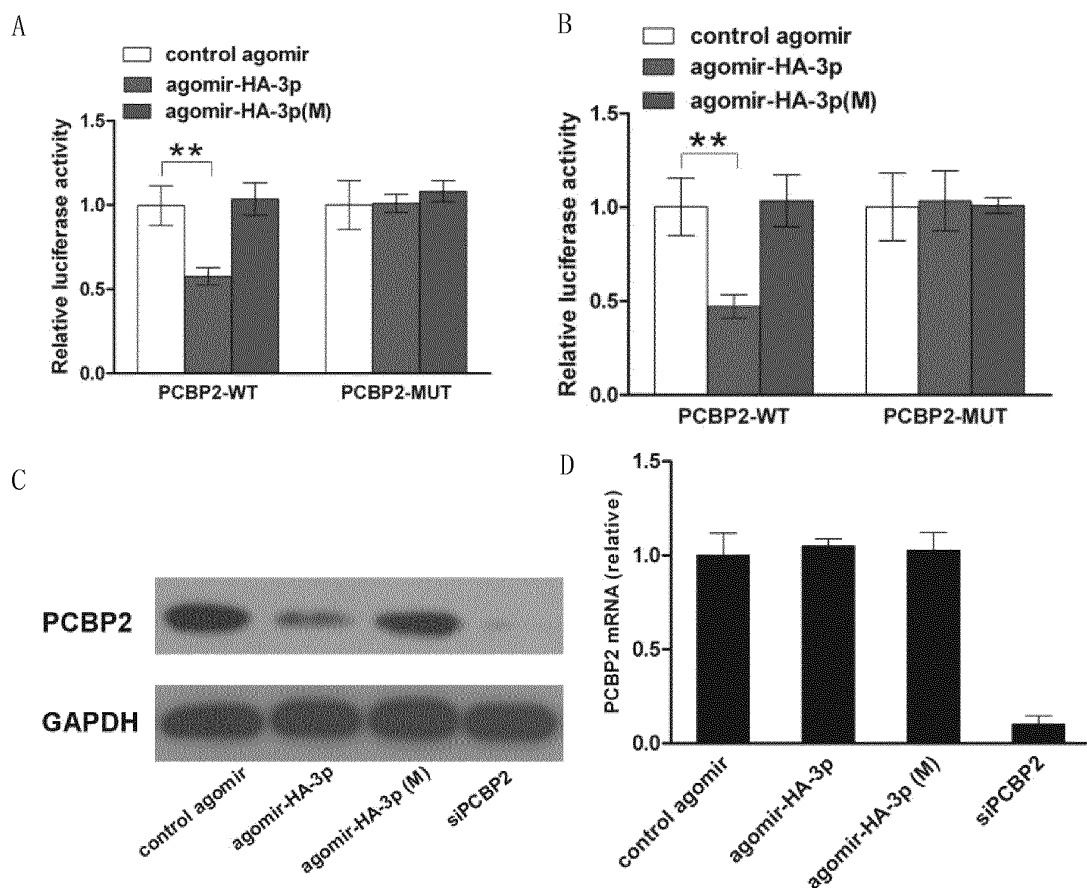 A
control agomir
agomir-HA-3p
agomir-HA-3p(M)
Relative luciferase activity
1.5
1.0
0.5
0.0
**
PCBP2-WT
PCBP2-MUT
B
control agomir
agomir-HA-3p
agomir-HA-3p(M)
Relative luciferase activity
1.5
1.0
0.5
0.0
**
PCBP2-WT
PCBP2-MUT
C
PCBP2
GAPDH
control agomir
agomir-HA-3p
agomir-HA-3p (M)
siPCBP2
D
PCBP2 mRNA (relative)
1.5
1.0
0.5
0.0
control agomir
agomir-HA-3p
agomir-HA-3p (M)
siPCBP2